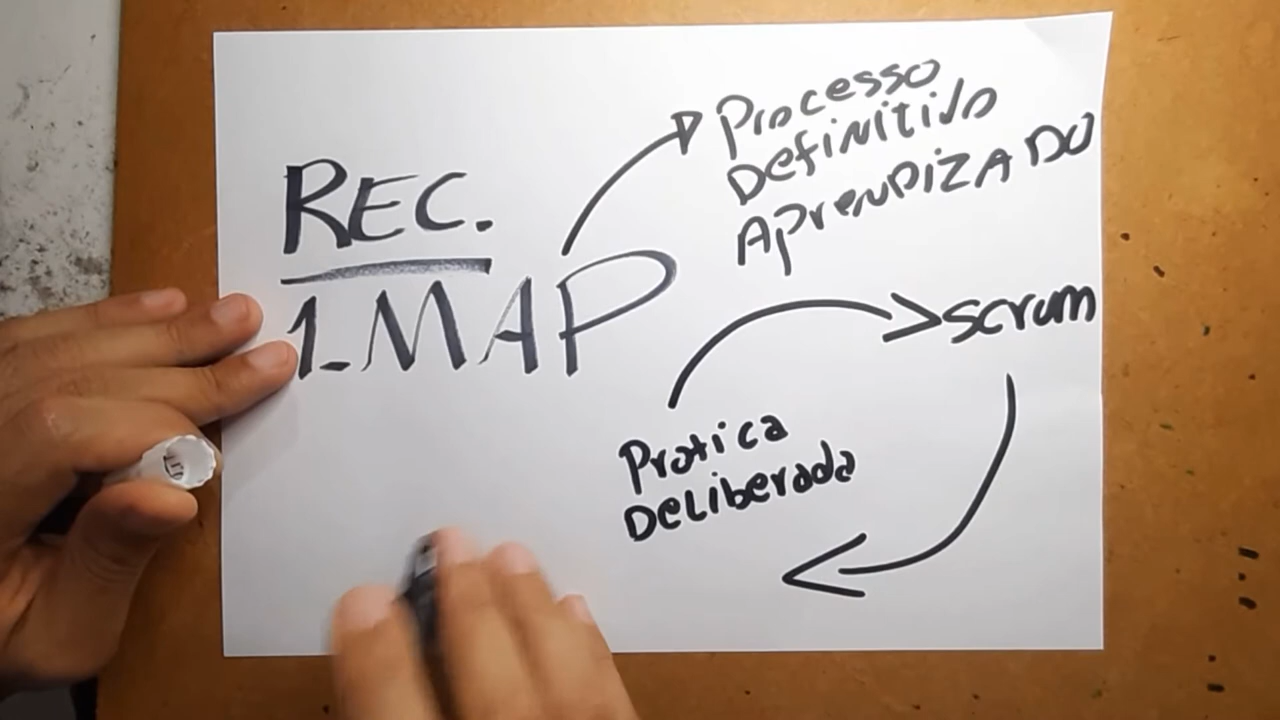 REC.
1-MAP
Processo
Definitivo
Aprendizado
scrum
Pratica
Deliberada